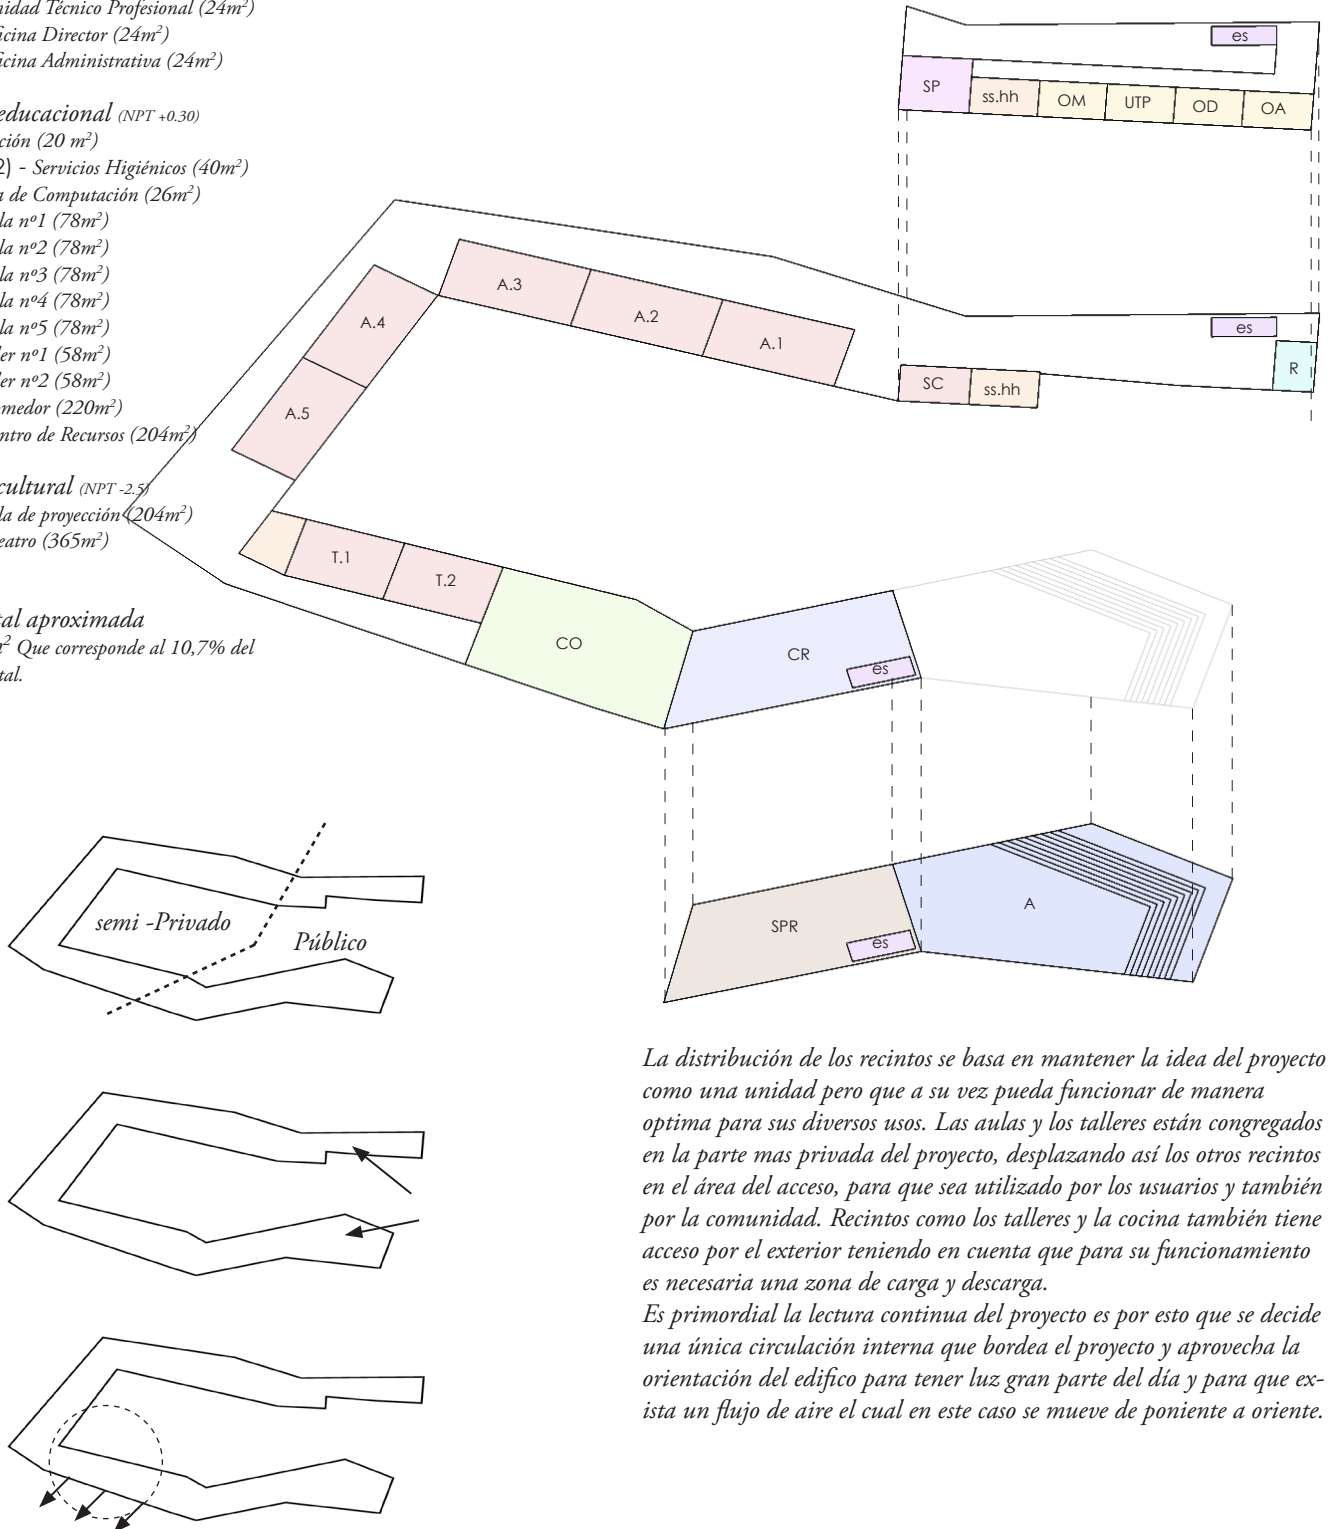 nidad Técnico Profesional (24m²)
icina Director (24m²)
icina Administrativa (24m²)
educacional (NPT +0.30)
ción (20 m²)
2) - Servicios Higiénicos (40m²)
a de Computación (26m²)
la nº1 (78m²)
la nº2 (78m²)
la nº3 (78m²)
la nº4 (78m²)
la nº5 (78m²)
ler nº1 (58m²)
ler nº2 (58m²)
medor (220m²)
ntro de Recursos (204m²)
cultural (NPT -2.5)
la de proyección (204m²)
eatro (365m²)
tal aproximada
² Que corresponde al 10,7% del
tal.
es
SP
ss.hh
OM
UTP
OD
OA
A.3
A.2
A.1
A.4
A.5
es
R
SC
ss.hh
T.1
T.2
CO
CR
es
SPR
es
A
semi -Privado
Público
La distribución de los recintos se basa en mantener la idea del proyecto
como una unidad pero que a su vez pueda funcionar de manera
optima para sus diversos usos. Las aulas y los talleres están congregados
en la parte mas privada del proyecto, desplazando así los otros recintos
en el área del acceso, para que sea utilizado por los usuarios y también
por la comunidad. Recintos como los talleres y la cocina también tiene
acceso por el exterior teniendo en cuenta que para su funcionamiento
es necesaria una zona de carga y descarga.
Es primordial la lectura continua del proyecto es por esto que se decide
una única circulación interna que bordea el proyecto y aprovecha la
orientación del edifico para tener luz gran parte del día y para que ex-
ista un flujo de aire el cual en este caso se mueve de poniente a oriente.